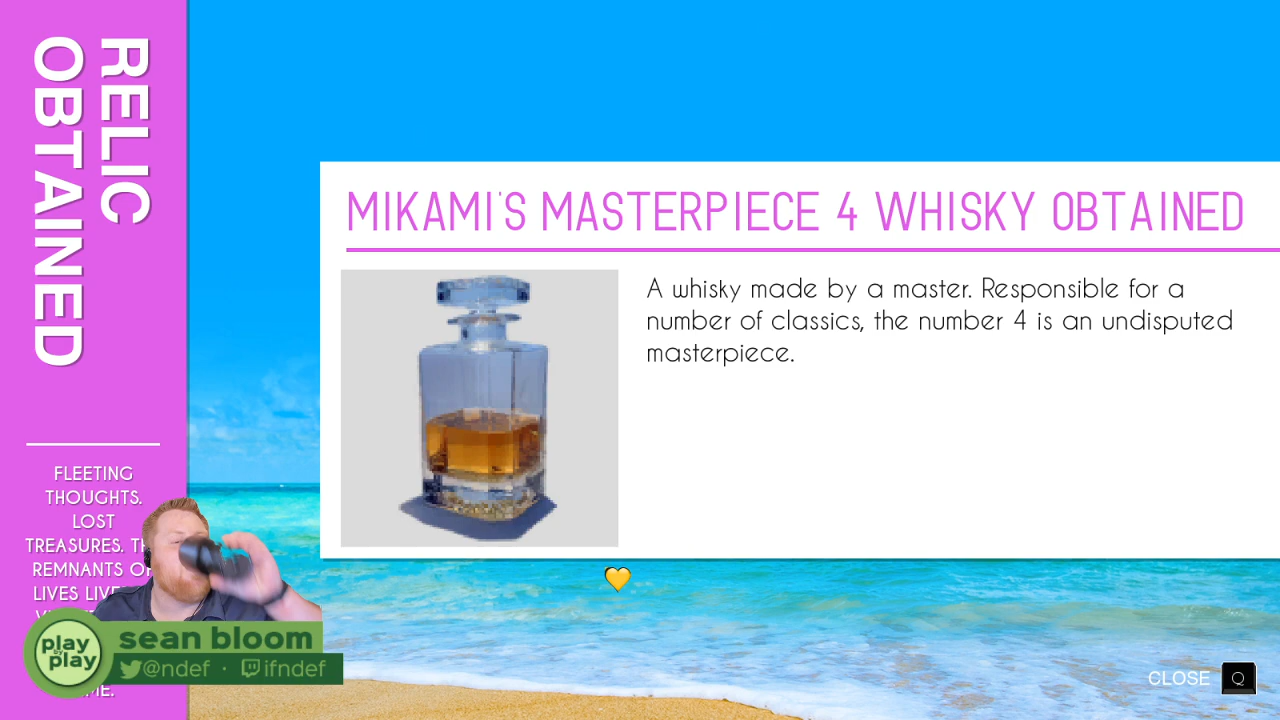 RELIC
OBTAINED
FLEETING
THOUGHTS.
LOST
TREASURES.
REMNANTS
LIVES
MIKAMI'S MASTERPIECE 4 WHISKY OBTAINED
A whisky made by a master. Responsible for a
number of classics, the number 4 is an undisputed
masterpiece.
play
by
play
sean bloom
@ndef · ifndef
CLOSE Q